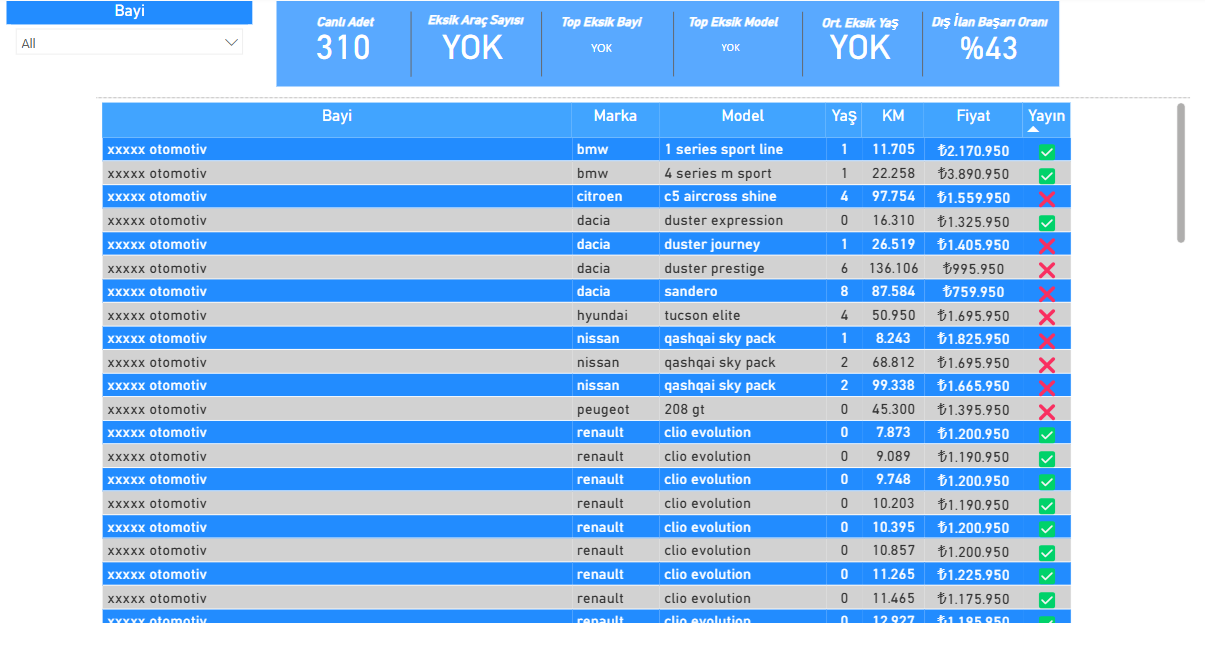 Bayi
All
Canlı Adet
310
Eksik Araç Sayısı
YOK
Top Eksik Bayi
YOK
Top Eksik Model
YOK
Ort. Eksik Yaş
YOK
Dış İlan Başarı Oranı
%43
Bayi Marka Model Yaş KM Fiyat Yayın
xxxxx otomotiv bmw 1 series sport line 1 11.705 ₺2.170.950
xxxxx otomotiv bmw 4 series m sport 1 22.258 ₺3.890.950
xxxxx otomotiv citroen c5 aircross shine 4 97.754 ₺1.559.950
xxxxx otomotiv dacia duster expression 0 16.310 ₺1.325.950
xxxxx otomotiv dacia duster journey 1 26.519 ₺1.405.950
xxxxx otomotiv dacia duster prestige 6 136.106 ₺995.950
xxxxx otomotiv dacia sandero 8 87.584 ₺759.950
xxxxx otomotiv hyundai tucson elite 4 50.950 ₺1.695.950
xxxxx otomotiv nissan qashqai sky pack 1 8.243 ₺1.825.950
xxxxx otomotiv nissan qashqai sky pack 2 68.812 ₺1.695.950
xxxxx otomotiv nissan qashqai sky pack 2 99.338 ₺1.665.950
xxxxx otomotiv peugeot 208 gt 0 45.300 ₺1.395.950
xxxxx otomotiv renault clio evolution 0 7.873 ₺1.200.950
xxxxx otomotiv renault clio evolution 0 9.089 ₺1.190.950
xxxxx otomotiv renault clio evolution 0 9.748 ₺1.200.950
xxxxx otomotiv renault clio evolution 0 10.203 ₺1.190.950
xxxxx otomotiv renault clio evolution 0 10.395 ₺1.200.950
xxxxx otomotiv renault clio evolution 0 10.857 ₺1.200.950
xxxxx otomotiv renault clio evolution 0 11.265 ₺1.225.950
xxxxx otomotiv renault clio evolution 0 11.465 ₺1.175.950
xxxxx otomotiv renault clio evolution 0 12.927 ₺1.195.950